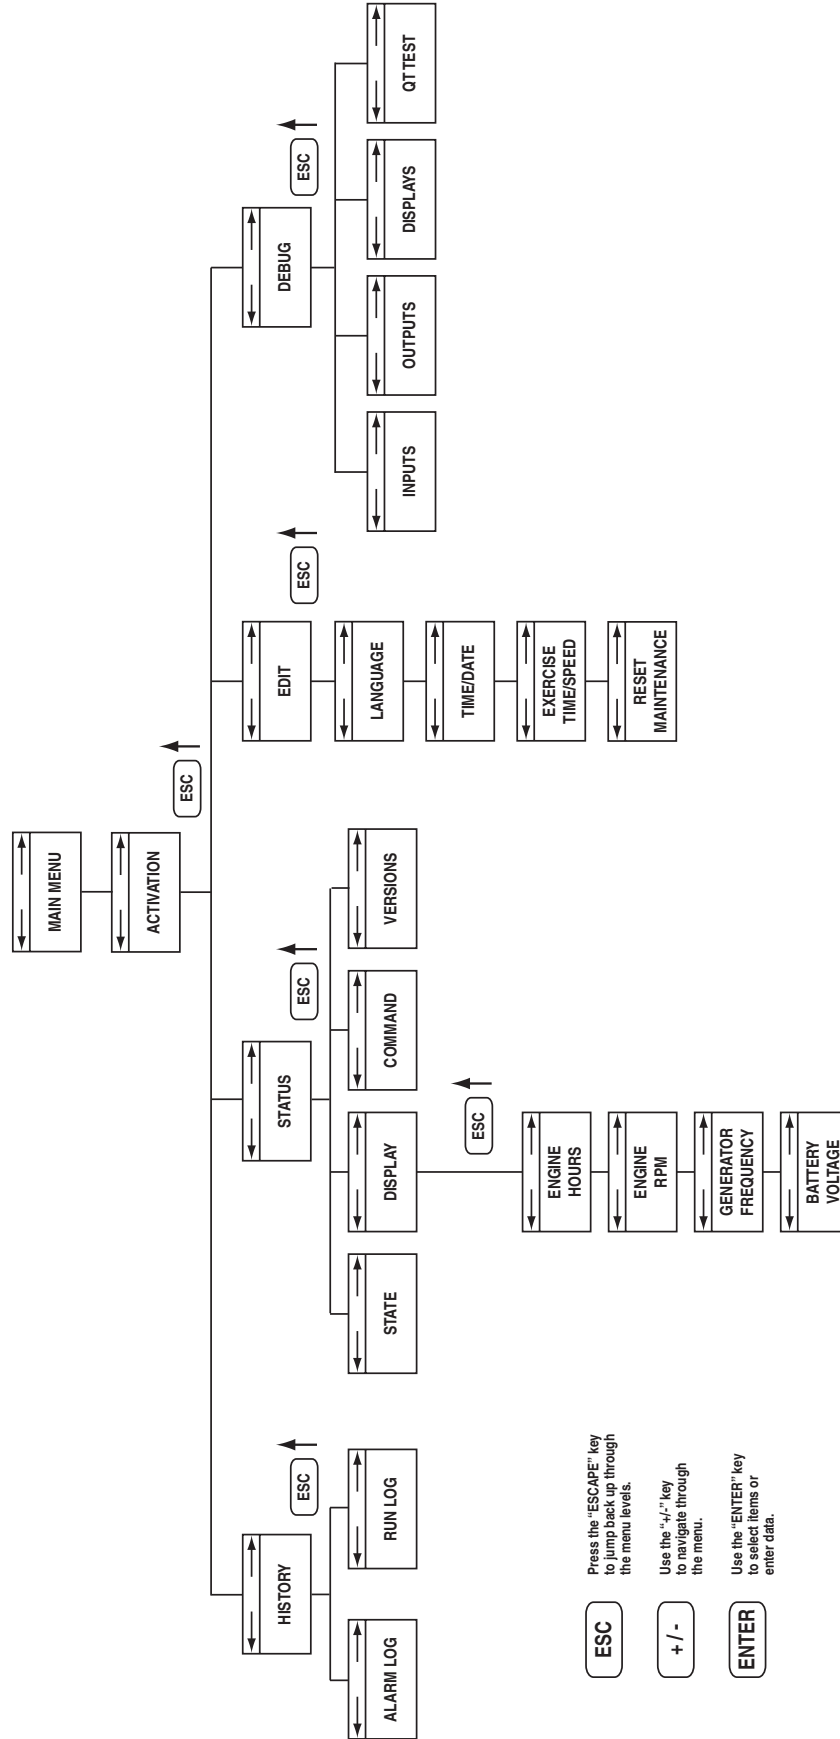 MAIN MENU
ACTIVATION
ESC
HISTORY
ESC
ALARM LOG
RUN LOG
STATUS
ESC
STATE
DISPLAY
COMMAND
VERSIONS
ESC
ENGINE
HOURS
ENGINE
RPM
GENERATOR
FREQUENCY
BATTERY
VOLTAGE
EDIT
ESC
LANGUAGE
TIME/DATE
EXERCISE
TIME/SPEED
RESET
MAINTENANCE
DEBUG
ESC
INPUTS
OUTPUTS
DISPLAYS
QT TEST
ESC
Press the “ESCAPE” key
to jump back up through
the menu levels.
+ / -
Use the “+/-” key
to navigate through
the menu.
ENTER
Use the “ENTER” key
to select items or
enter data.